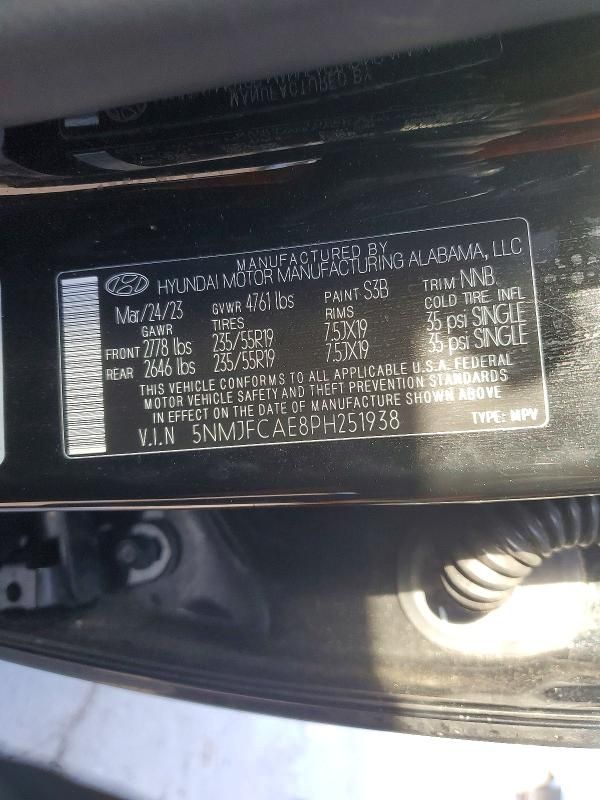 MANUFACTURED BY
MANUFACTURED BY
HYUNDAI MOTOR MANUFACTURING ALABAMA, LLC
Mar/24/23 GVWR 4761 lbs PAINT S3B TRIM NNB
GAWR TIRES RIMS COLD TIRE INFL
FRONT 2778 lbs 235/55R19 7.5JX19 35 psi SINGLE
REAR 2646 lbs 235/55R19 7.5JX19 35 psi SINGLE
THIS VEHICLE CONFORMS TO ALL APPLICABLE U.S.A. FEDERAL
MOTOR VEHICLE SAFETY AND THEFT PREVENTION STANDARDS
IN EFFECT ON THE DATE OF MANUFACTURE SHOWN ABOVE
V.I.N 5NMJFCAE8PH251938 TYPE: MPV